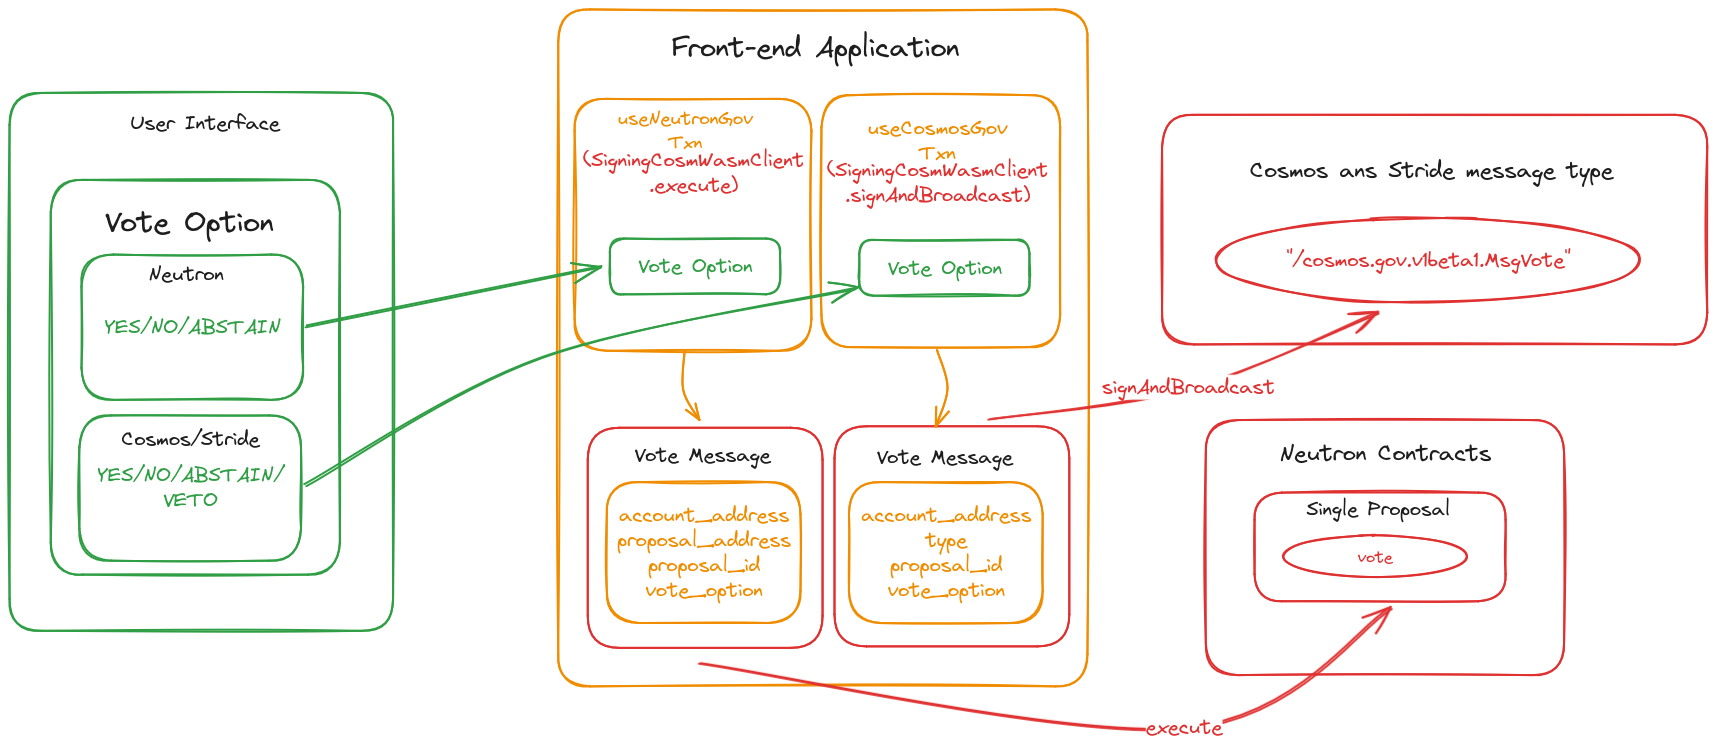 User Interface
Vote Option
Neutron
YES/NO/ABSTAIN
Cosmos/Stride
YES/NO/ABSTAIN/
VETO
Front-end Application
useNeutronGov
Txn
(SigningCosmWasmClient
.execute)
Vote Option
useCosmosGov
Txn
(SigningCosmWasmClient
.signAndBroadcast)
Vote Option
Vote Message
account_address
proposal_address
proposal_id
vote_option
Vote Message
account_address
type
proposal_id
vote_option
signAndBroadcast
execute
Cosmos ans Stride message type
"/cosmos.gov.v1beta1.MsgVote"
Neutron Contracts
Single Proposal
vote